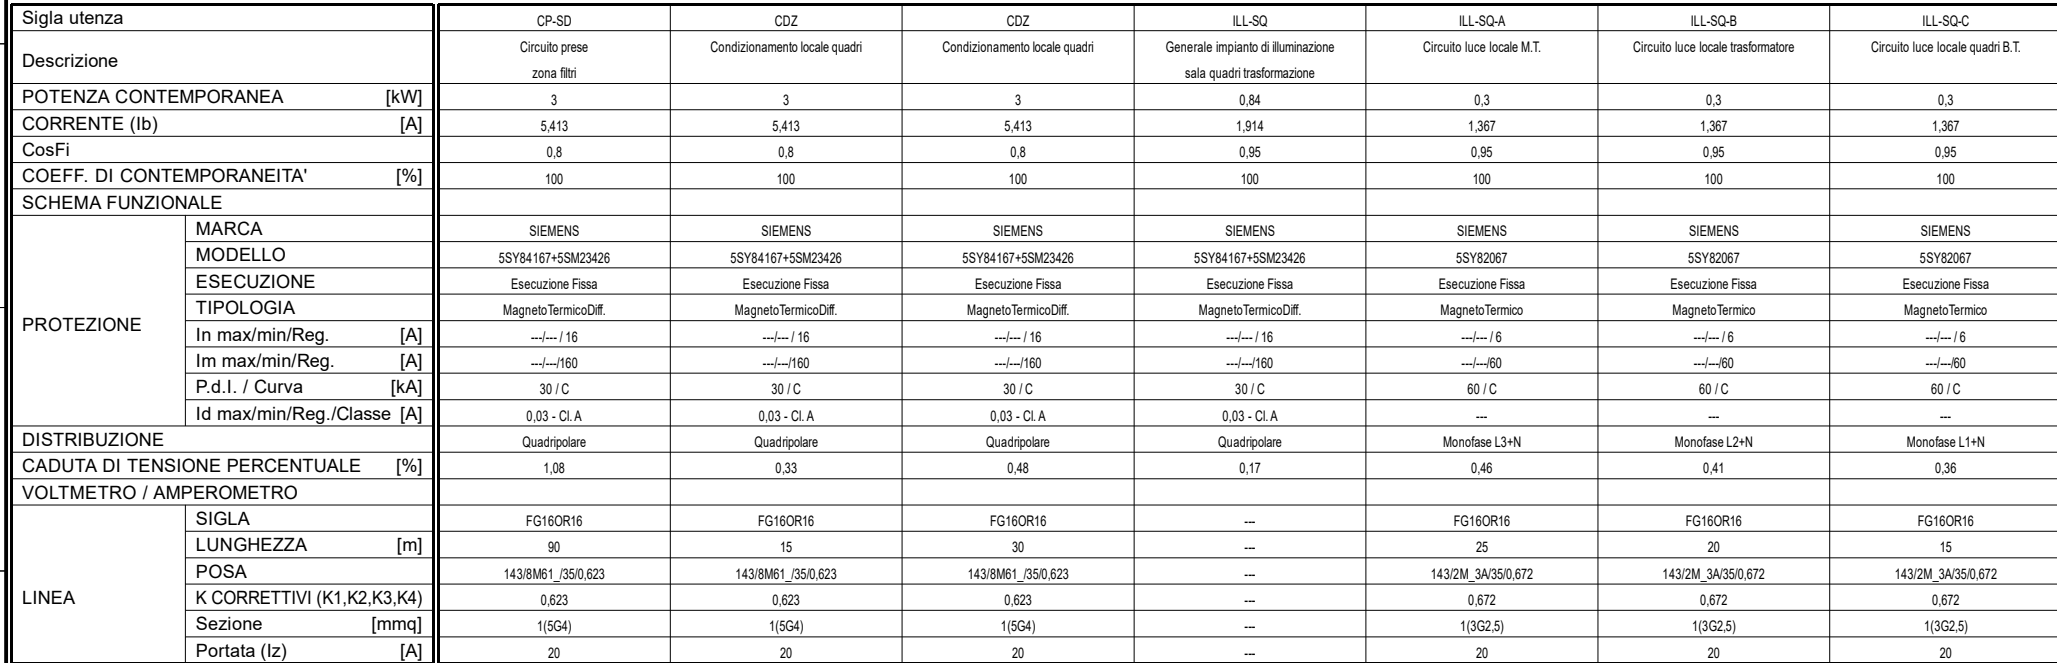 Sigla utenza CP-SD CDZ CDZ ILL-SQ ILL-SQ-A ILL-SQ-B ILL-SQ-C
Descrizione Circuito prese zona filtri Condizionamento locale quadri Condizionamento locale quadri Generale impianto di illuminazione sala quadri trasformazione Circuito luce locale M.T. Circuito luce locale trasformatore Circuito luce locale quadri B.T.
POTENZA CONTEMPORANEA [kW] 3 3 3 0,84 0,3 0,3 0,3
CORRENTE (Ib) [A] 5,413 5,413 5,413 1,914 1,367 1,367 1,367
CosFi 0,8 0,8 0,8 0,95 0,95 0,95 0,95
COEFF. DI CONTEMPORANEITA' [%] 100 100 100 100 100 100 100
SCHEMA FUNZIONALE
PROTEZIONE
MARCA SIEMENS SIEMENS SIEMENS SIEMENS SIEMENS SIEMENS SIEMENS
MODELLO 5SY84167+5SM23426 5SY84167+5SM23426 5SY84167+5SM23426 5SY84167+5SM23426 5SY82067 5SY82067 5SY82067
ESECUZIONE Esecuzione Fissa Esecuzione Fissa Esecuzione Fissa Esecuzione Fissa Esecuzione Fissa Esecuzione Fissa Esecuzione Fissa
TIPOLOGIA MagnetoTermicoDiff. MagnetoTermicoDiff. MagnetoTermicoDiff. MagnetoTermicoDiff. MagnetoTermico MagnetoTermico MagnetoTermico
In max/min/Reg. [A] ---/--- / 16 ---/--- / 16 ---/--- / 16 ---/--- / 16 ---/--- / 6 ---/--- / 6 ---/--- / 6
Im max/min/Reg. [A] ---/---/160 ---/---/160 ---/---/160 ---/---/160 ---/---/60 ---/---/60 ---/---/60
P.d.I. / Curva [kA] 30 / C 30 / C 30 / C 30 / C 60 / C 60 / C 60 / C
Id max/min/Reg./Classe [A] 0,03 - Cl. A 0,03 - Cl. A 0,03 - Cl. A 0,03 - Cl. A --- --- ---
DISTRIBUZIONE Quadripolare Quadripolare Quadripolare Quadripolare Monofase L3+N Monofase L2+N Monofase L1+N
CADUTA DI TENSIONE PERCENTUALE [%] 1,08 0,33 0,48 0,17 0,46 0,41 0,36
VOLTMETRO / AMPEROMETRO
LINEA
SIGLA FG16OR16 FG16OR16 FG16OR16 --- FG16OR16 FG16OR16 FG16OR16
LUNGHEZZA [m] 90 15 30 --- 25 20 15
POSA 143/8M61_/35/0,623 143/8M61_/35/0,623 143/8M61_/35/0,623 --- 143/2M_3A/35/0,672 143/2M_3A/35/0,672 143/2M_3A/35/0,672
K CORRETTIVI (K1,K2,K3,K4) 0,623 0,623 0,623 --- 0,672 0,672 0,672
Sezione [mmq] 1(5G4) 1(5G4) 1(5G4) --- 1(3G2,5) 1(3G2,5) 1(3G2,5)
Portata (Iz) [A] 20 20 20 --- 20 20 20